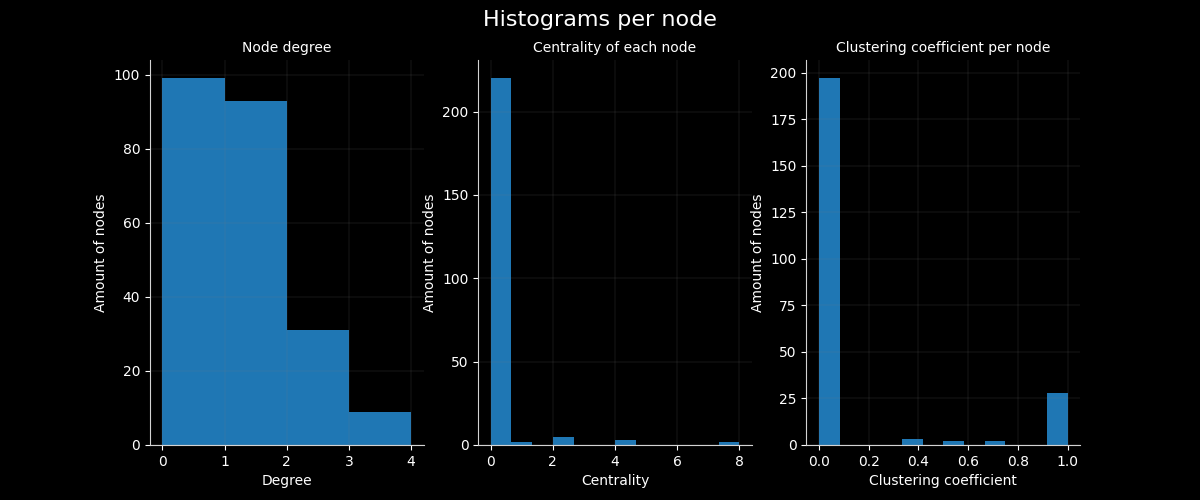 Histograms per node
Node degree
Amount of nodes
100
80
60
40
20
0
0 1 2 3 4
Degree
Centrality of each node
Amount of nodes
200
150
100
50
0
0 2 4 6 8
Centrality
Clustering coefficient per node
Amount of nodes
200
175
150
125
100
75
50
25
0
0.0 0.2 0.4 0.6 0.8 1.0
Clustering coefficient